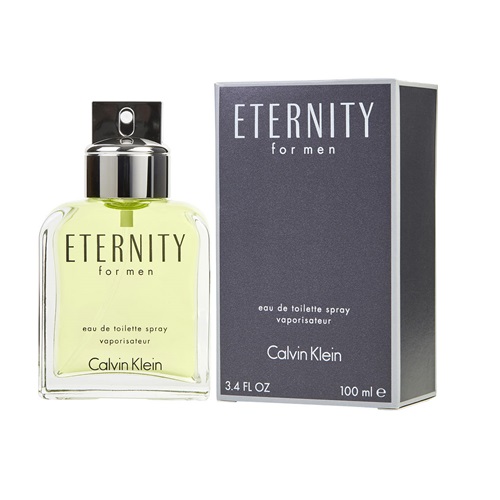 ETERNITY
for men
eau de toilette spray
vaporisateur
Calvin Klein
ETERNITY
for men
eau de toilette spray
vaporisateur
Calvin Klein
3.4 FL OZ 100 ml e